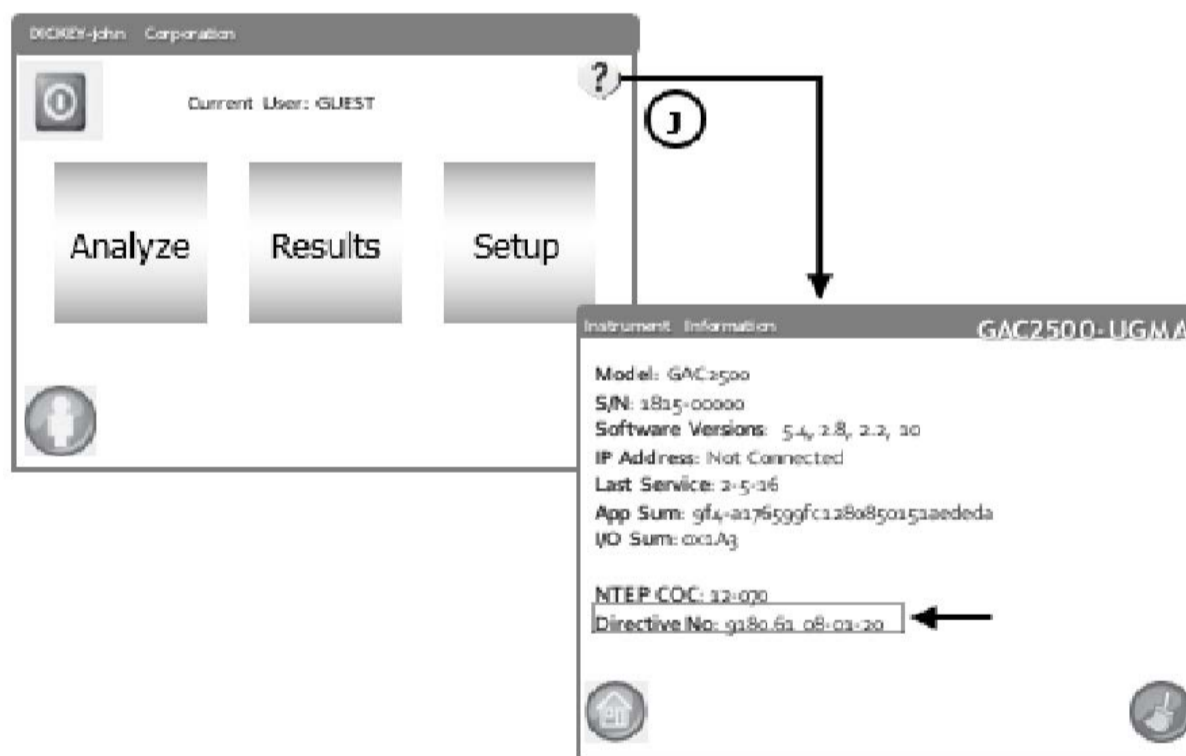 DICKEY-john Corporation
Current User: GUEST
?
J
Analyze
Results
Setup
Instrument Information
GAC2500-UGMA
Model: GAC2500
S/N: 1815-00000
Software Versions: 5.4, 2.8, 2.2, 10
IP Address: Not Connected
Last Service: 2-5-16
App Sum: 9f4-a176599fc1280850151aededa
I/O Sum: 0x1A3
NTEP COC: 12-070
Directive No: 9180.61 08-01-20